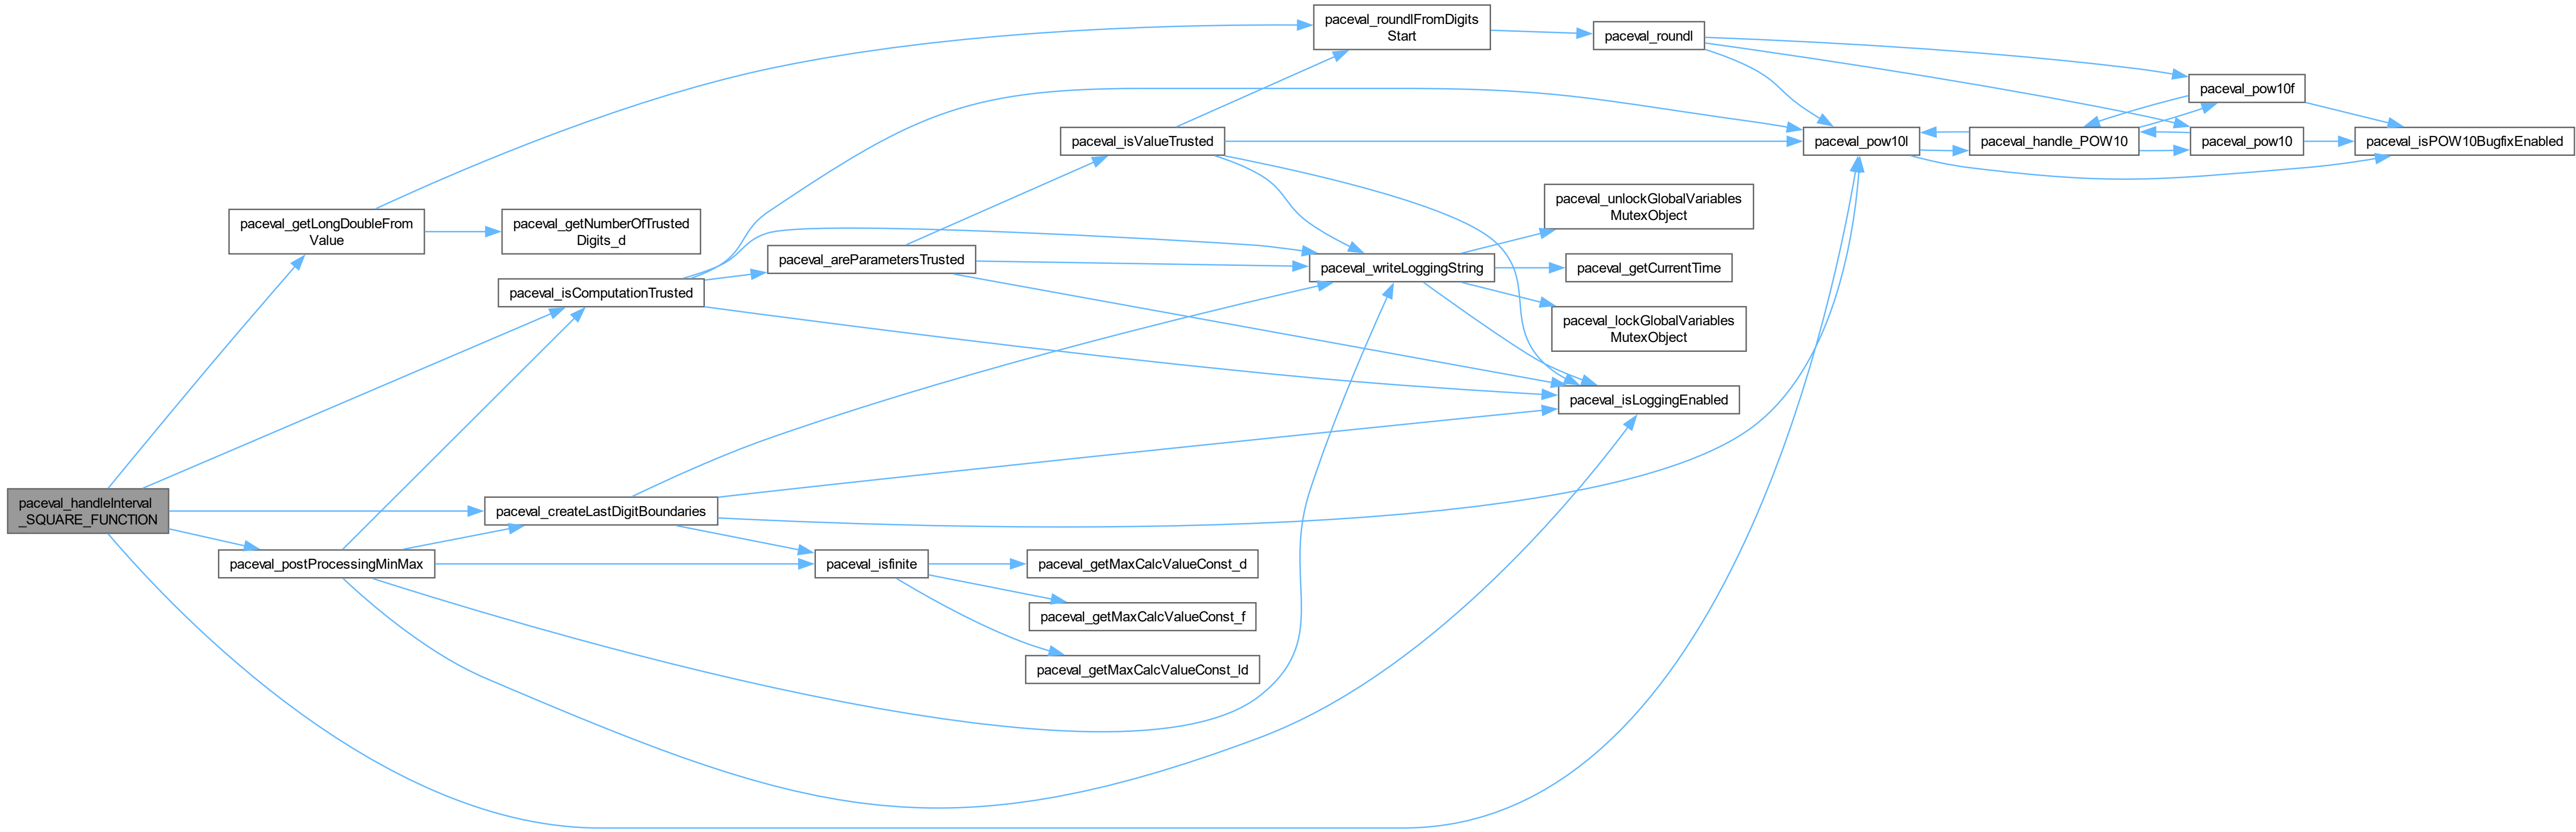 paceval_handleInterval
_SQUARE_FUNCTION
paceval_getLongDoubleFrom
Value
paceval_getNumberOfTrusted
Digits_d
paceval_roundlFromDigits
Start
paceval_roundl
paceval_pow10l
paceval_handle_POW10
paceval_pow10f
paceval_pow10
paceval_isPOW10BugfixEnabled
paceval_isComputationTrusted
paceval_areParametersTrusted
paceval_isValueTrusted
paceval_writeLoggingString
paceval_unlockGlobalVariables
MutexObject
paceval_getCurrentTime
paceval_lockGlobalVariables
MutexObject
paceval_isLoggingEnabled
paceval_createLastDigitBoundaries
paceval_postProcessingMinMax
paceval_isfinite
paceval_getMaxCalcValueConst_d
paceval_getMaxCalcValueConst_f
paceval_getMaxCalcValueConst_ld